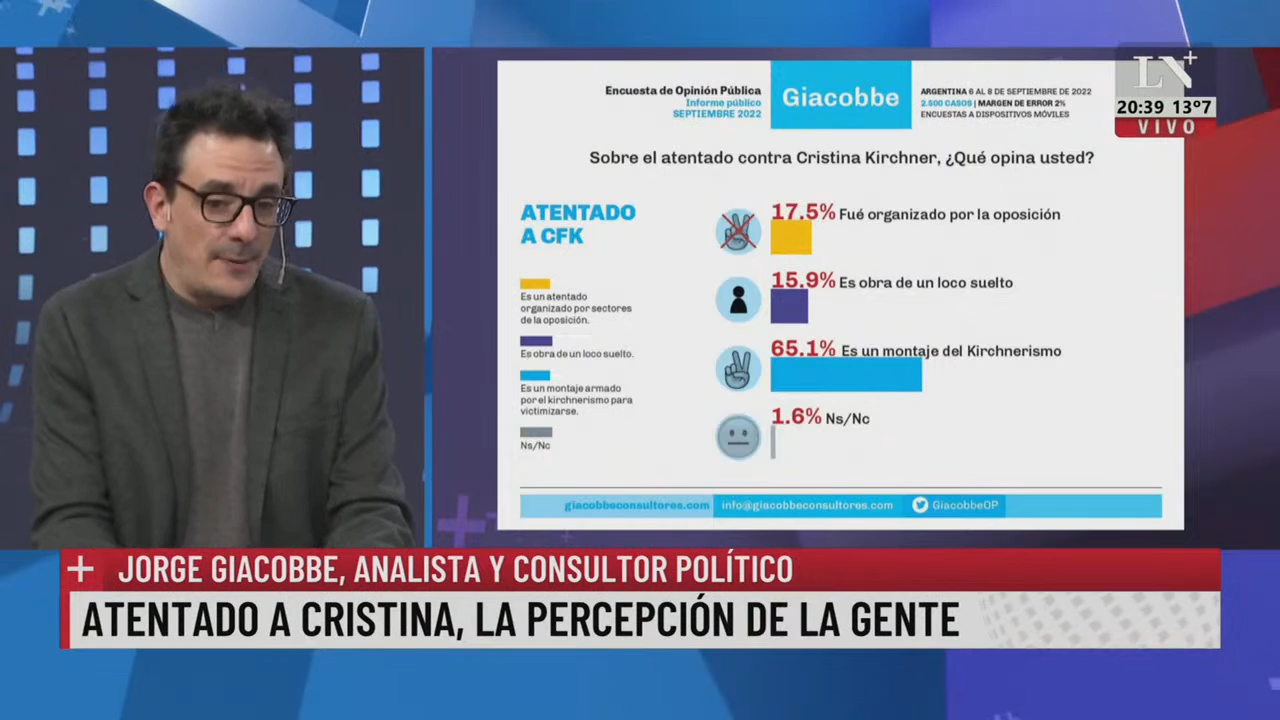 Encuesta de Opinión Pública
Informe público
SEPTIEMBRE 2022
Giacobbe
ARGENTINA 6 AL 8 DE SEPTIEMBRE DE 2022
2.500 CASOS | MARGEN DE ERROR 2%
ENCUESTAS A DISPOSITIVOS MÓVILES
LN+
20:39 13°7
VIVO
Sobre el atentado contra Cristina Kirchner, ¿Qué opina usted?
ATENTADO
A CFK
Es un atentado
organizado por sectores
de la oposición.
Es obra de un loco suelto.
Es un montaje armado
por el kirchnerismo para
victimizarse.
Ns/Nc
17.5% Fué organizado por la oposición
15.9% Es obra de un loco suelto
65.1% Es un montaje del Kirchnerismo
1.6% Ns/Nc
giacobbeconsultores.com info@giacobbeconsultores.com GiacobbeOP
+ JORGE GIACOBBE, ANALISTA Y CONSULTOR POLÍTICO
ATENTADO A CRISTINA, LA PERCEPCIÓN DE LA GENTE